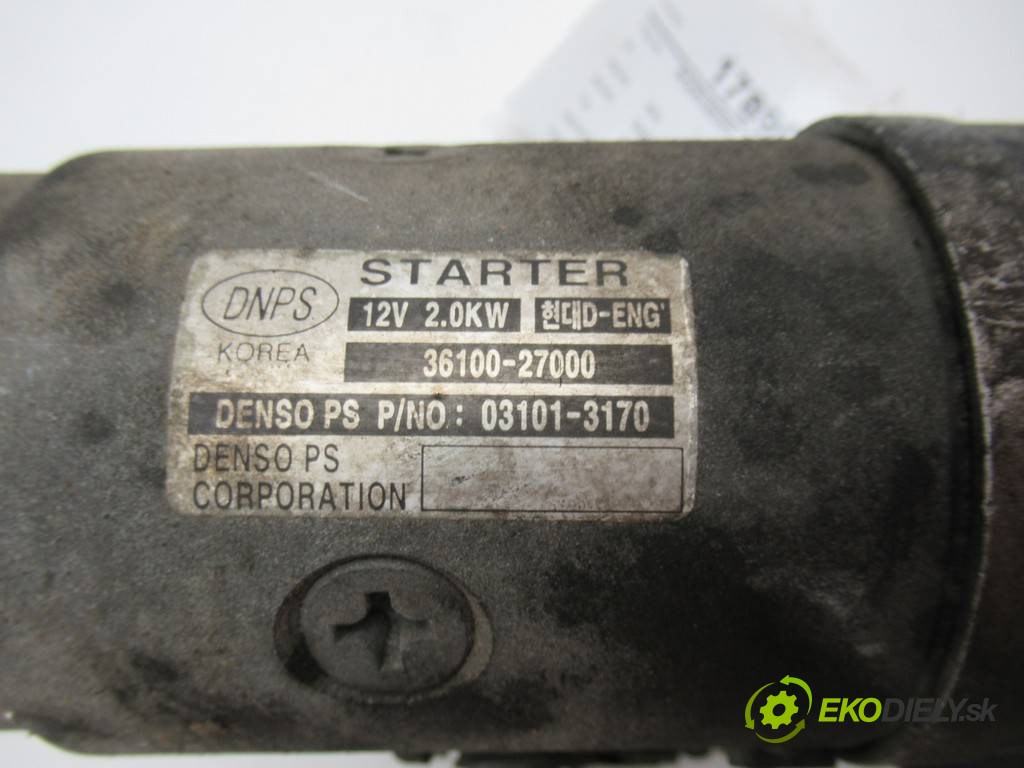 STARTER
DNPS
12V 2.0KW 현대D-ENG'
KOREA
36100-27000
DENSO PS P/NO: 03101-3170
DENSO PS
CORPORATION
EKODIELY.sk